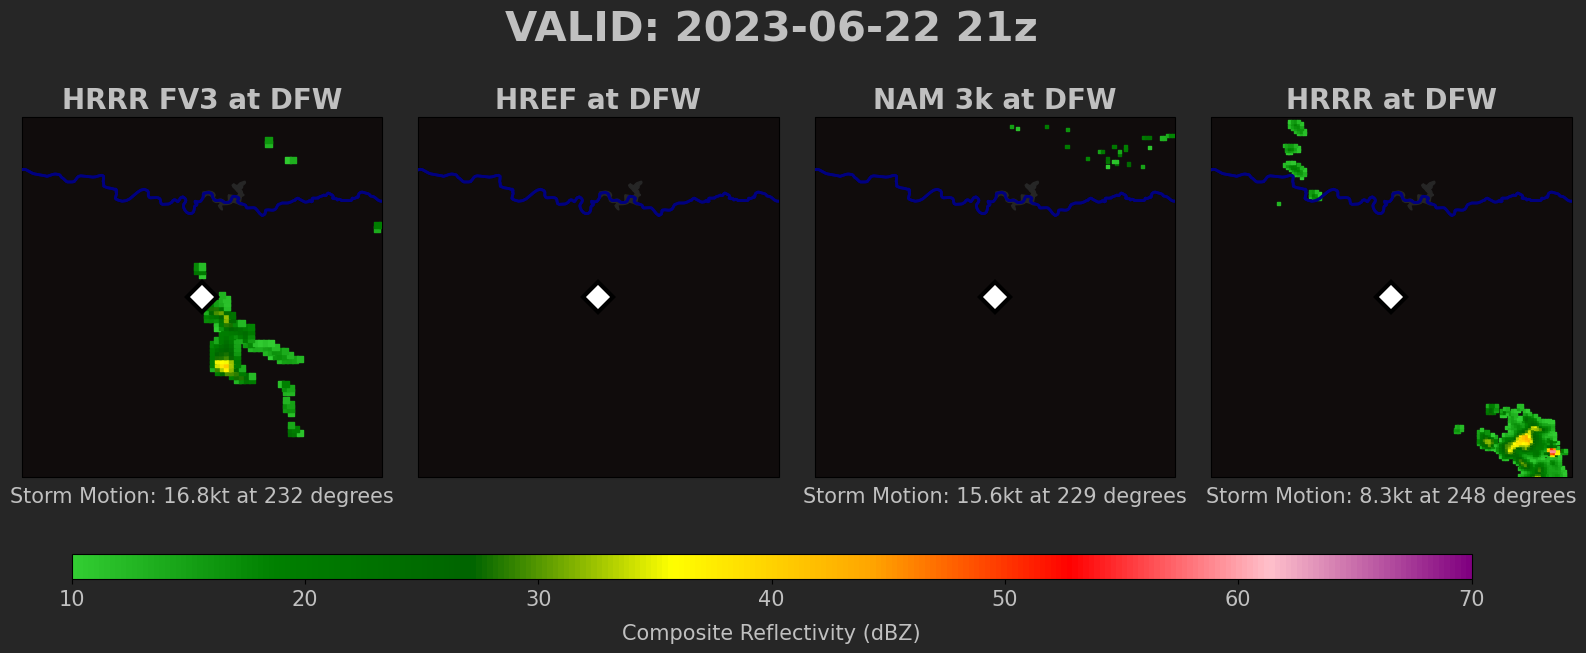 VALID: 2023-06-22 21z
HRRR FV3 at DFW
HREF at DFW
NAM 3k at DFW
HRRR at DFW
Storm Motion: 16.8kt at 232 degrees
Storm Motion: 15.6kt at 229 degrees
Storm Motion: 8.3kt at 248 degrees
10 20 30 40 50 60 70
Composite Reflectivity (dBZ)